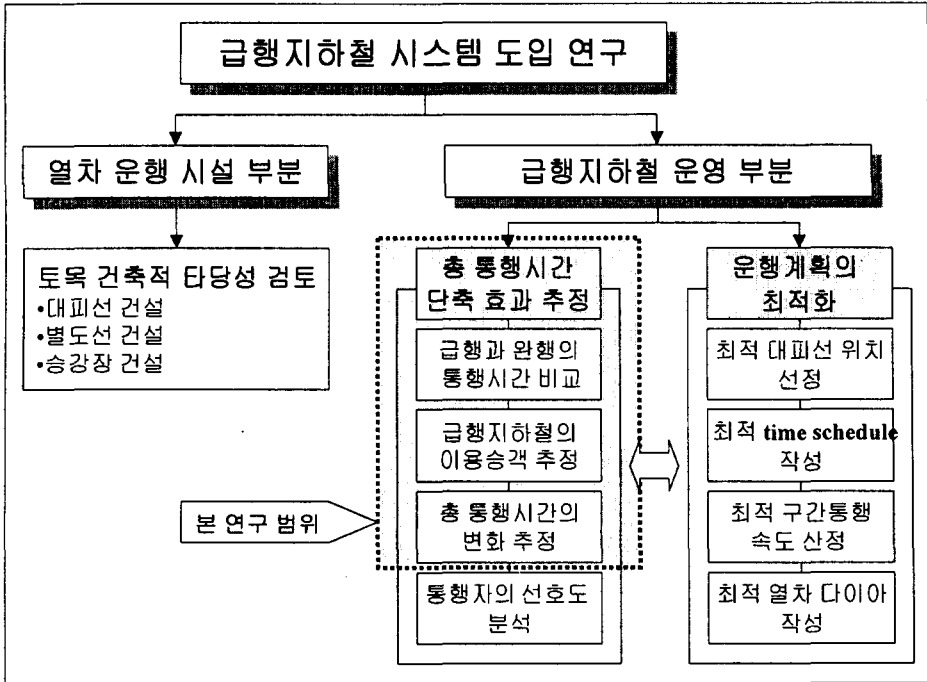 급행지하철 시스템 도입 연구
열차 운행 시설 부분
급행지하철 운영 부분
토목 건축적 타당성 검토
•대피선 건설
•별도선 건설
•승강장 건설
총 통행시간
단축 효과 추정
급행과 완행의
통행시간 비교
급행지하철의
이용승객 추정
총 통행시간의
변화 추정
통행자의 선호도
분석
본 연구 범위
운행계획의
최적화
최적 대피선 위치
선정
최적 time schedule
작성
최적 구간통행
속도 산정
최적 열차 다이아
작성